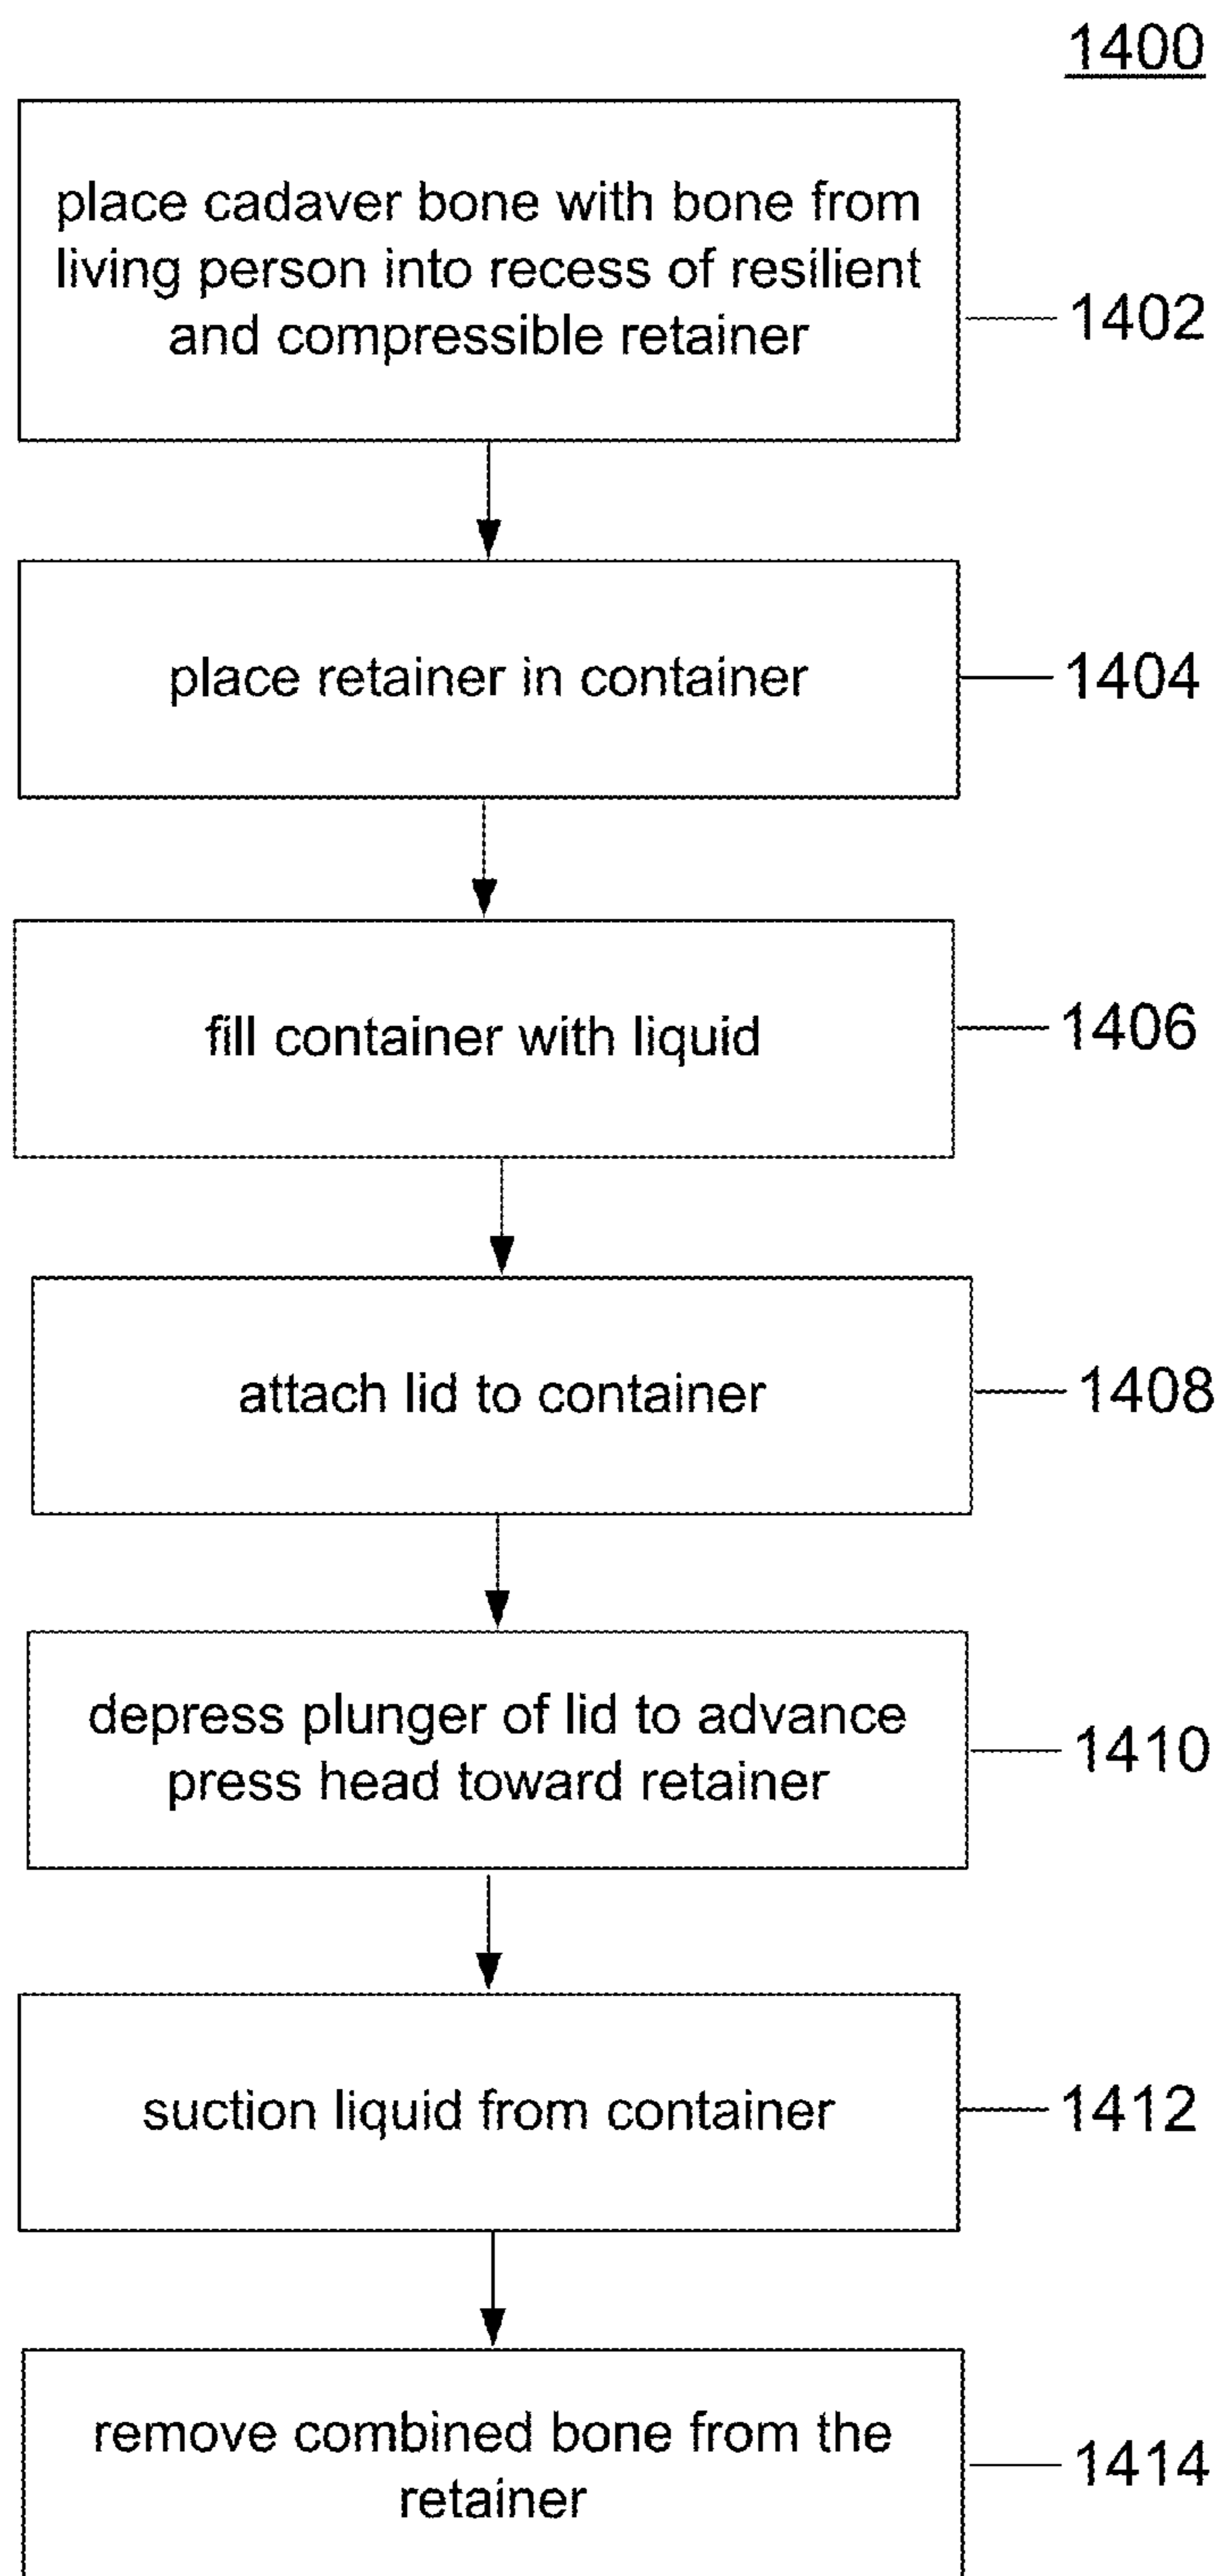 1400
place cadaver bone with bone from
living person into recess of resilient
and compressible retainer
1402
place retainer in container
1404
fill container with liquid
1406
attach lid to container
1408
depress plunger of lid to advance
press head toward retainer
1410
suction liquid from container
1412
remove combined bone from the
retainer
1414